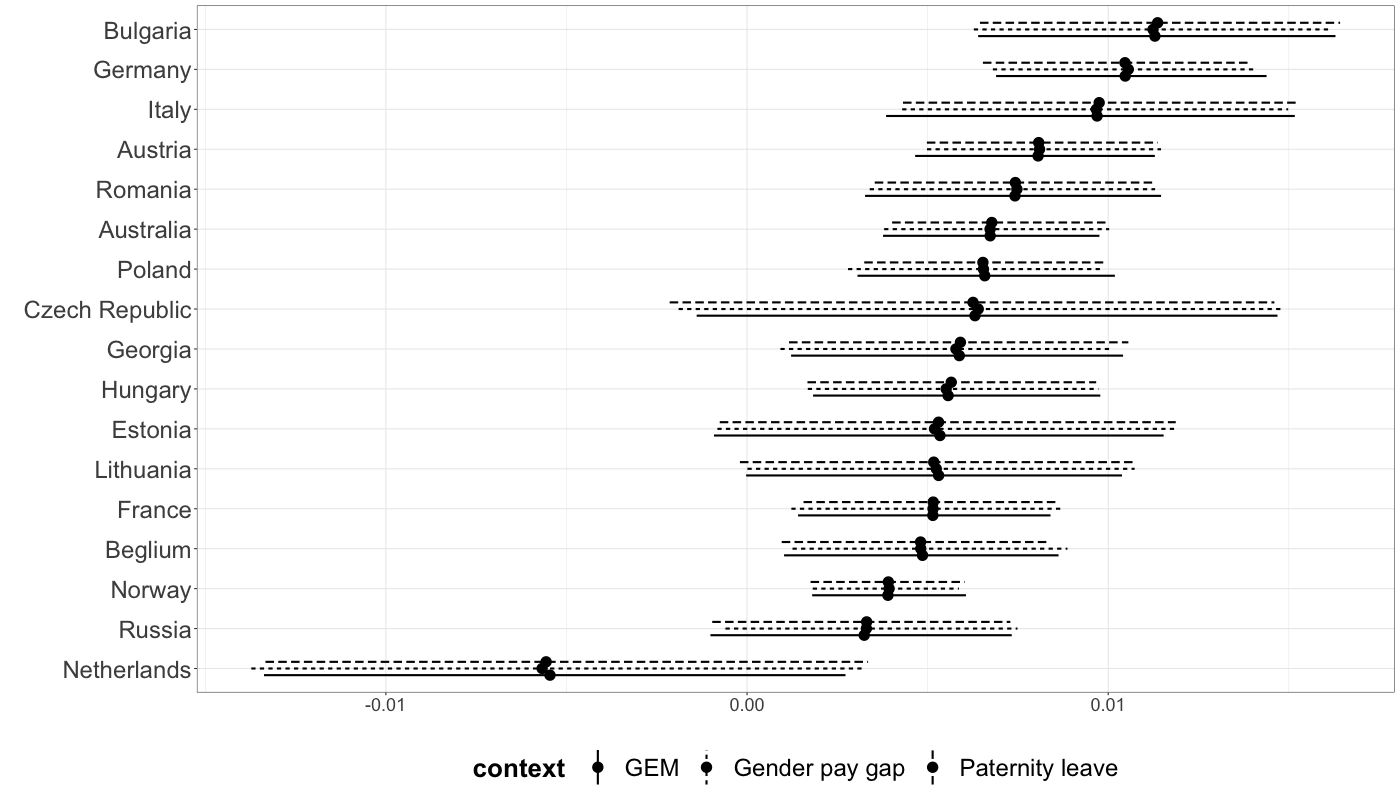 Bulgaria
Germany
Italy
Austria
Romania
Australia
Poland
Czech Republic
Georgia
Hungary
Estonia
Lithuania
France
Beglium
Norway
Russia
Netherlands
-0.01 0.00 0.01
context GEM Gender pay gap Paternity leave